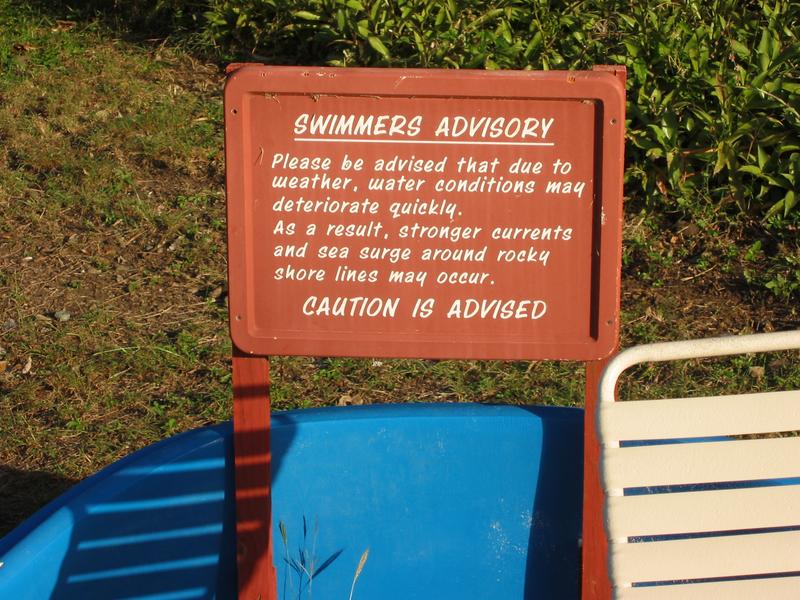 SWIMMERS ADVISORY
Please be advised that due to
weather, water conditions may
deteriorate quickly.
As a result, stronger currents
and sea surge around rocky
shore lines may occur.
CAUTION IS ADVISED